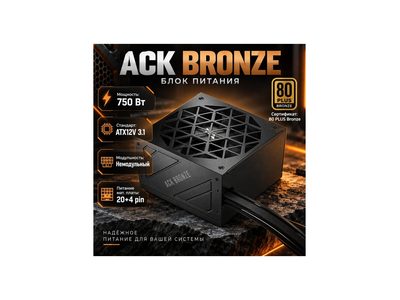 ACK BRONZE
БЛОК ПИТАНИЯ
Мощность:
750 Вт
80
PLUS
BRONZE
Сертификат:
80 PLUS Bronze
Стандарт:
ATX12V 3.1
Модульность:
Немодульный
Питание
мат. платы:
20+4 pin
ACK BRONZE
НАДЁЖНОЕ
ПИТАНИЕ ДЛЯ ВАШЕЙ СИСТЕМЫ